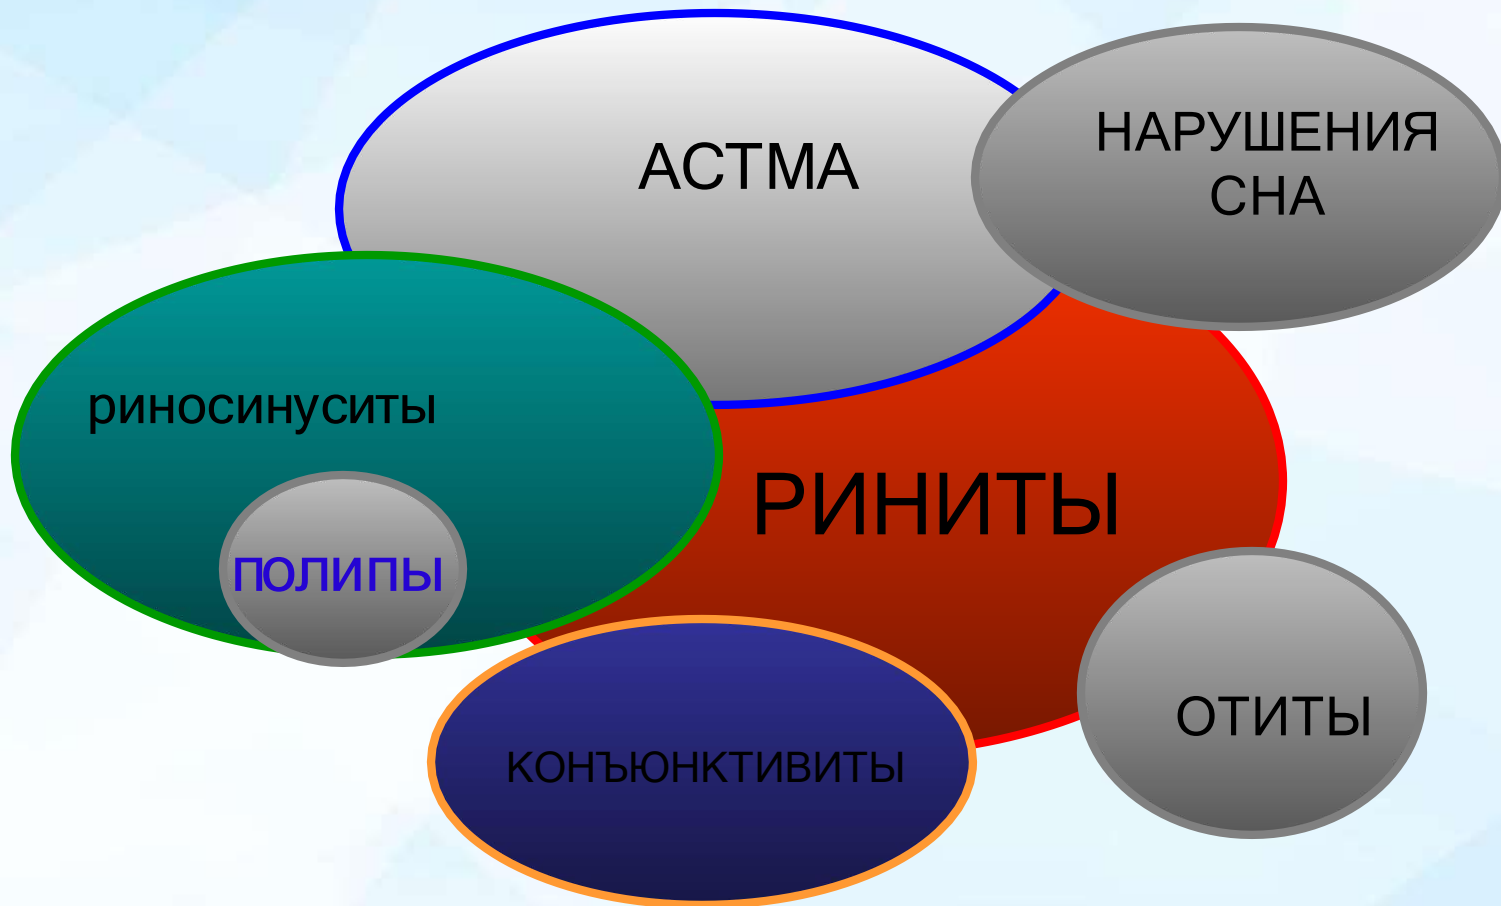 АСТМА
НАРУШЕНИЯ
СНА
риносинуситы
РИНИТЫ
ПОЛИПЫ
ОТИТЫ
КОНЪЮНКТИВИТЫ